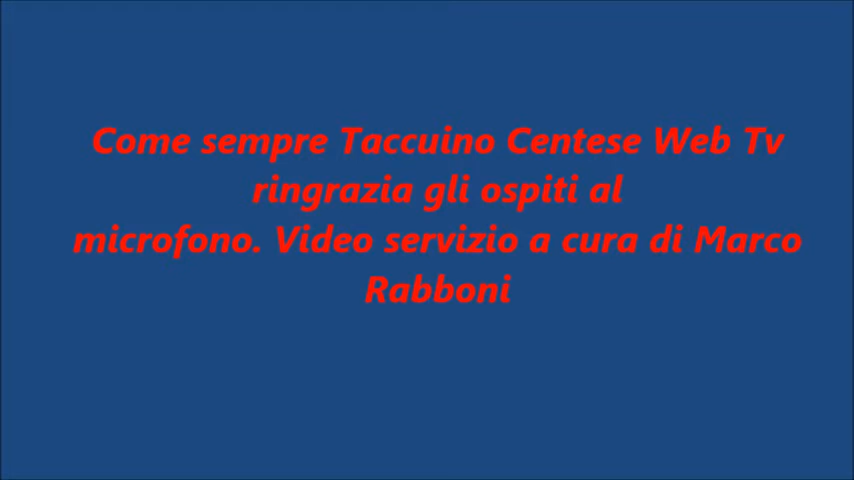 Come sempre Taccuino Centese Web Tv
ringrazia gli ospiti al
microfono. Video servizio a cura di Marco
Rabboni